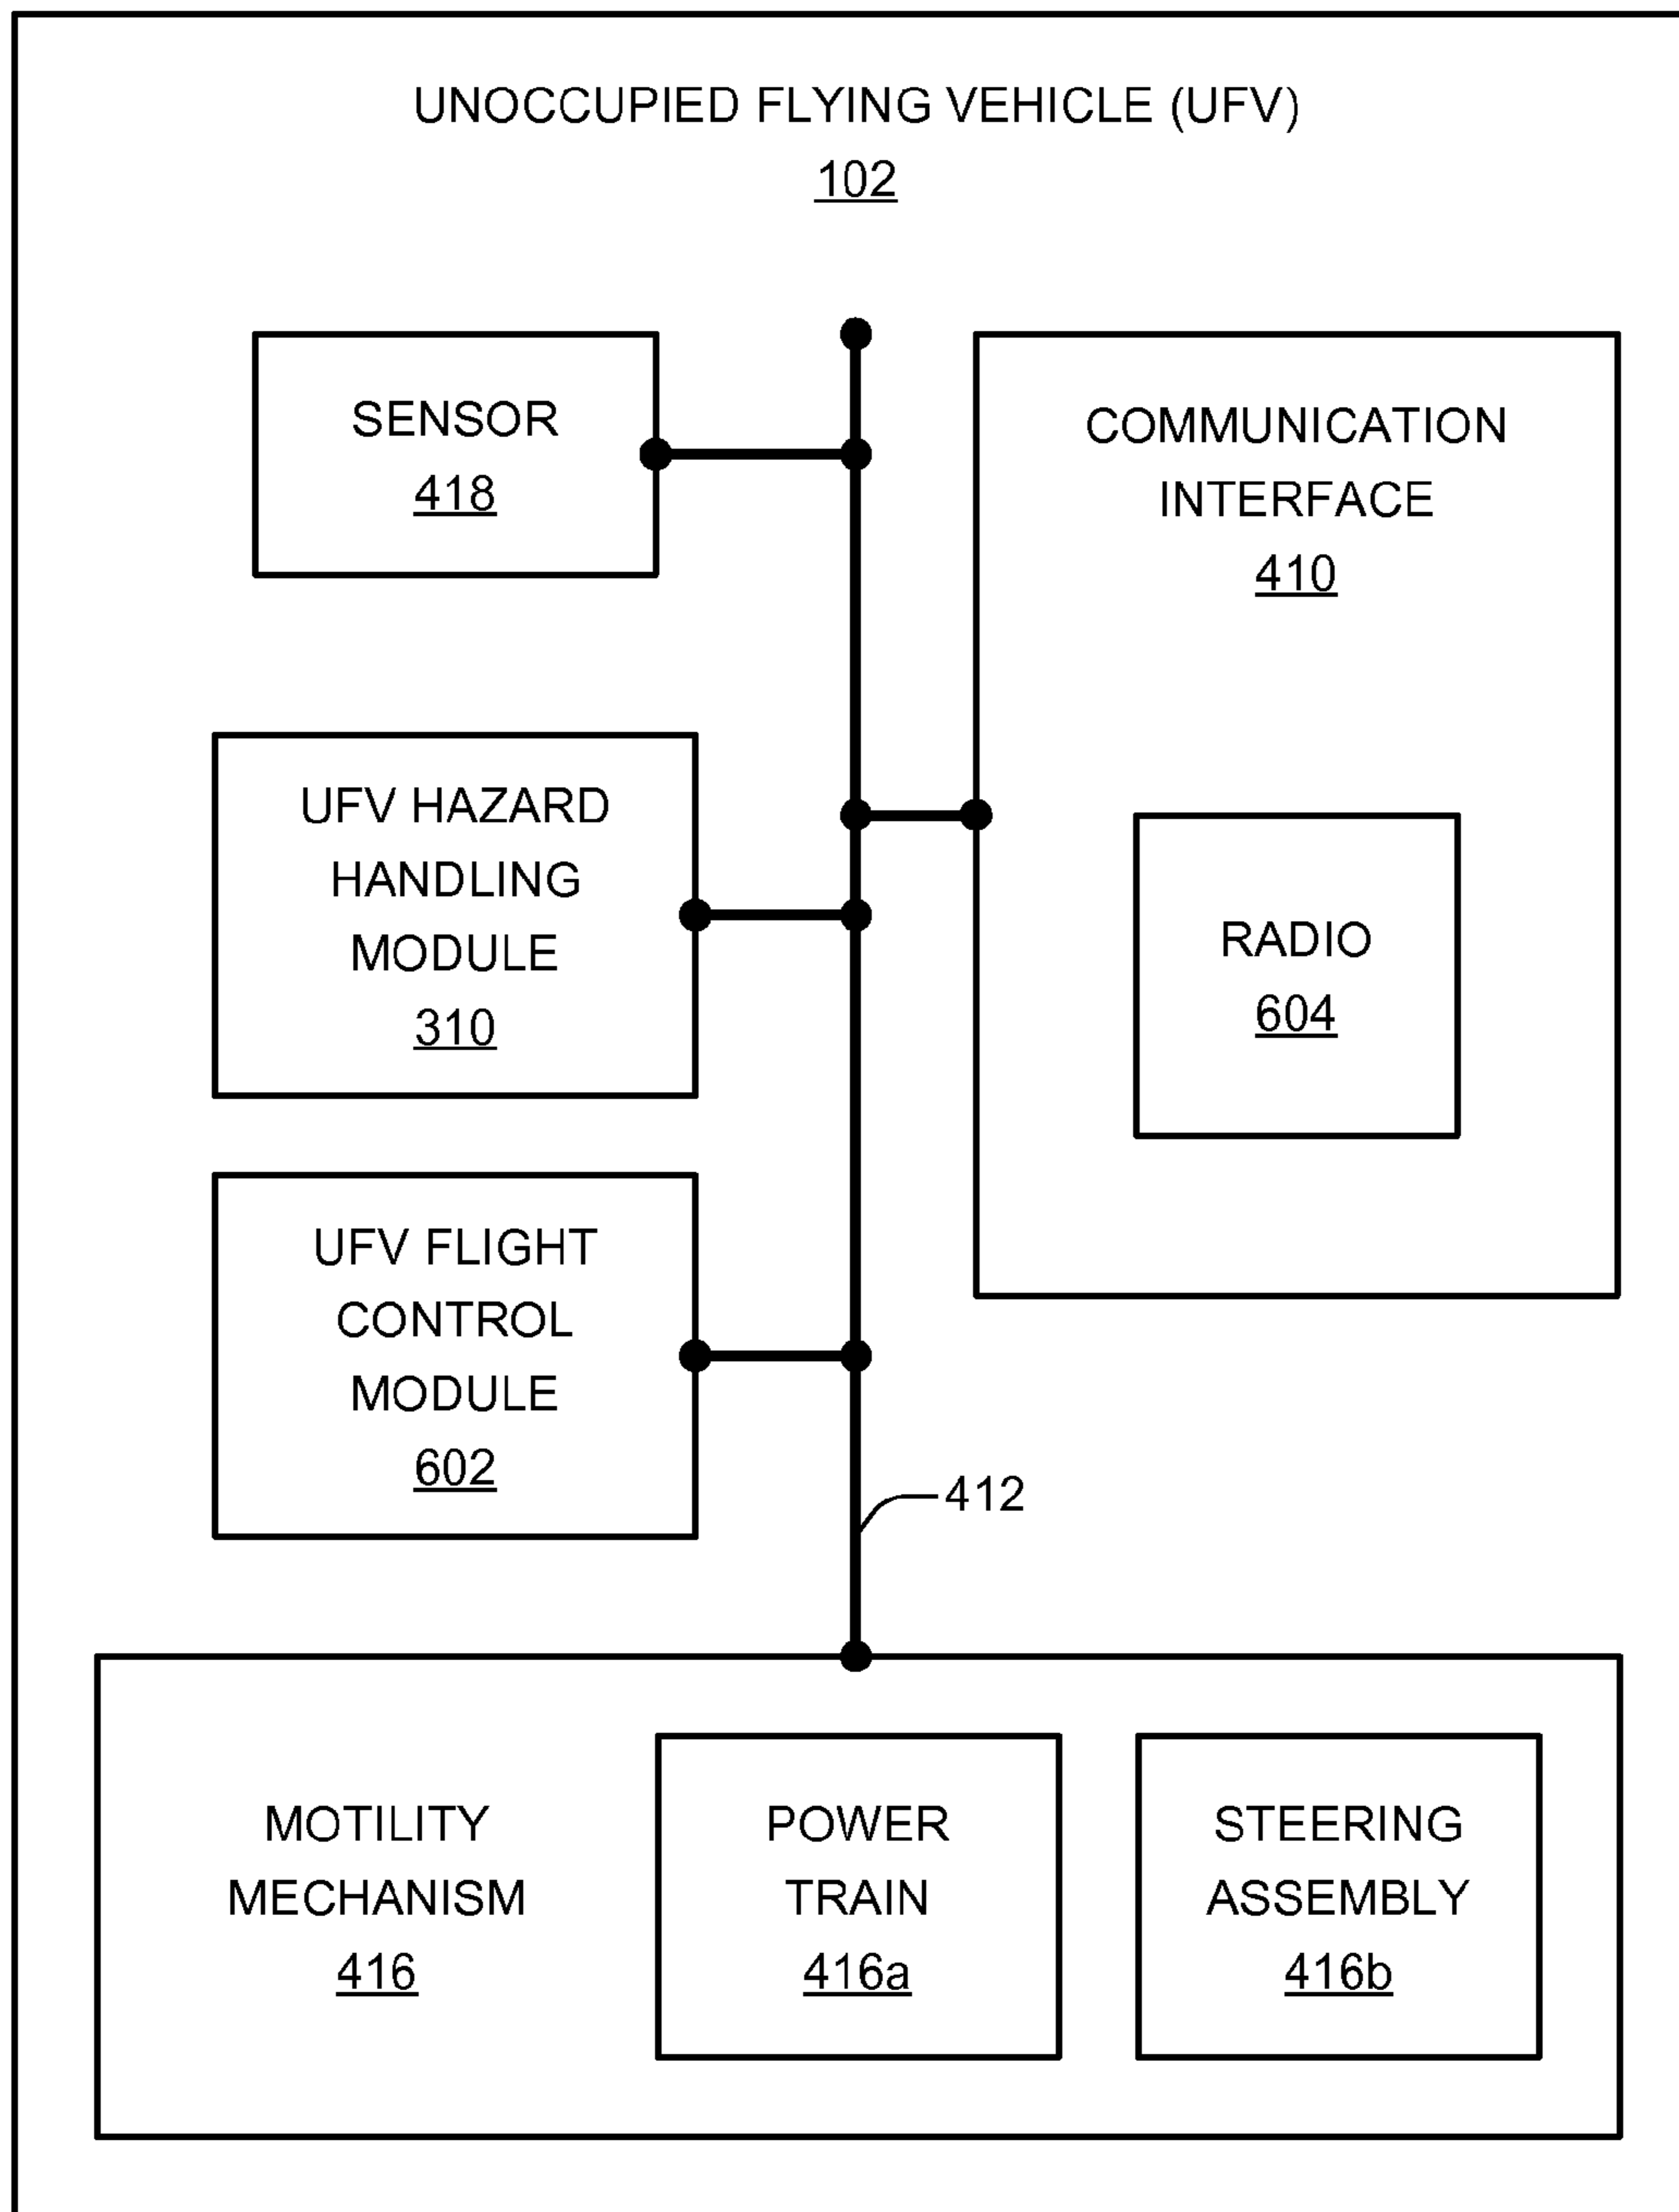 UNOCCUPIED FLYING VEHICLE (UFV)
102
SENSOR
418
COMMUNICATION
INTERFACE
410
UFV HAZARD
HANDLING
MODULE
310
RADIO
604
UFV FLIGHT
CONTROL
MODULE
602
412
MOTILITY
MECHANISM
416
POWER
TRAIN
416a
STEERING
ASSEMBLY
416b